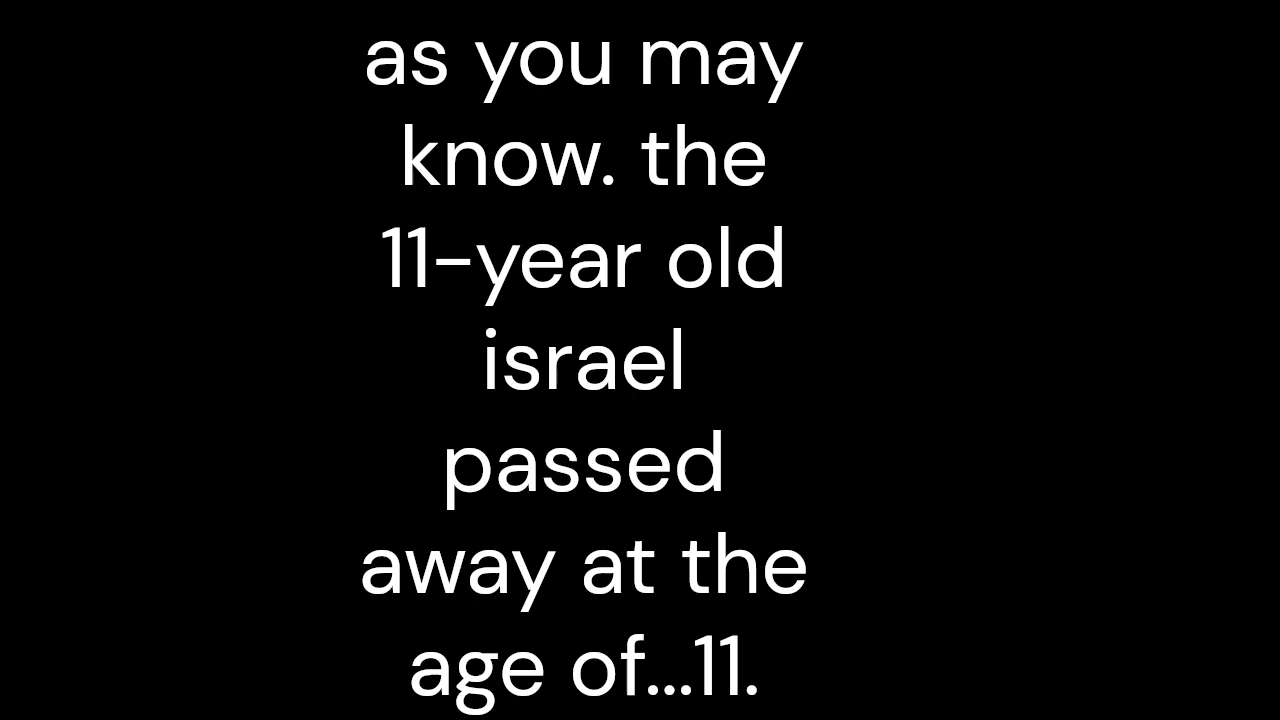 as you may
know. the
11-year old
israel
passed
away at the
age of...11.